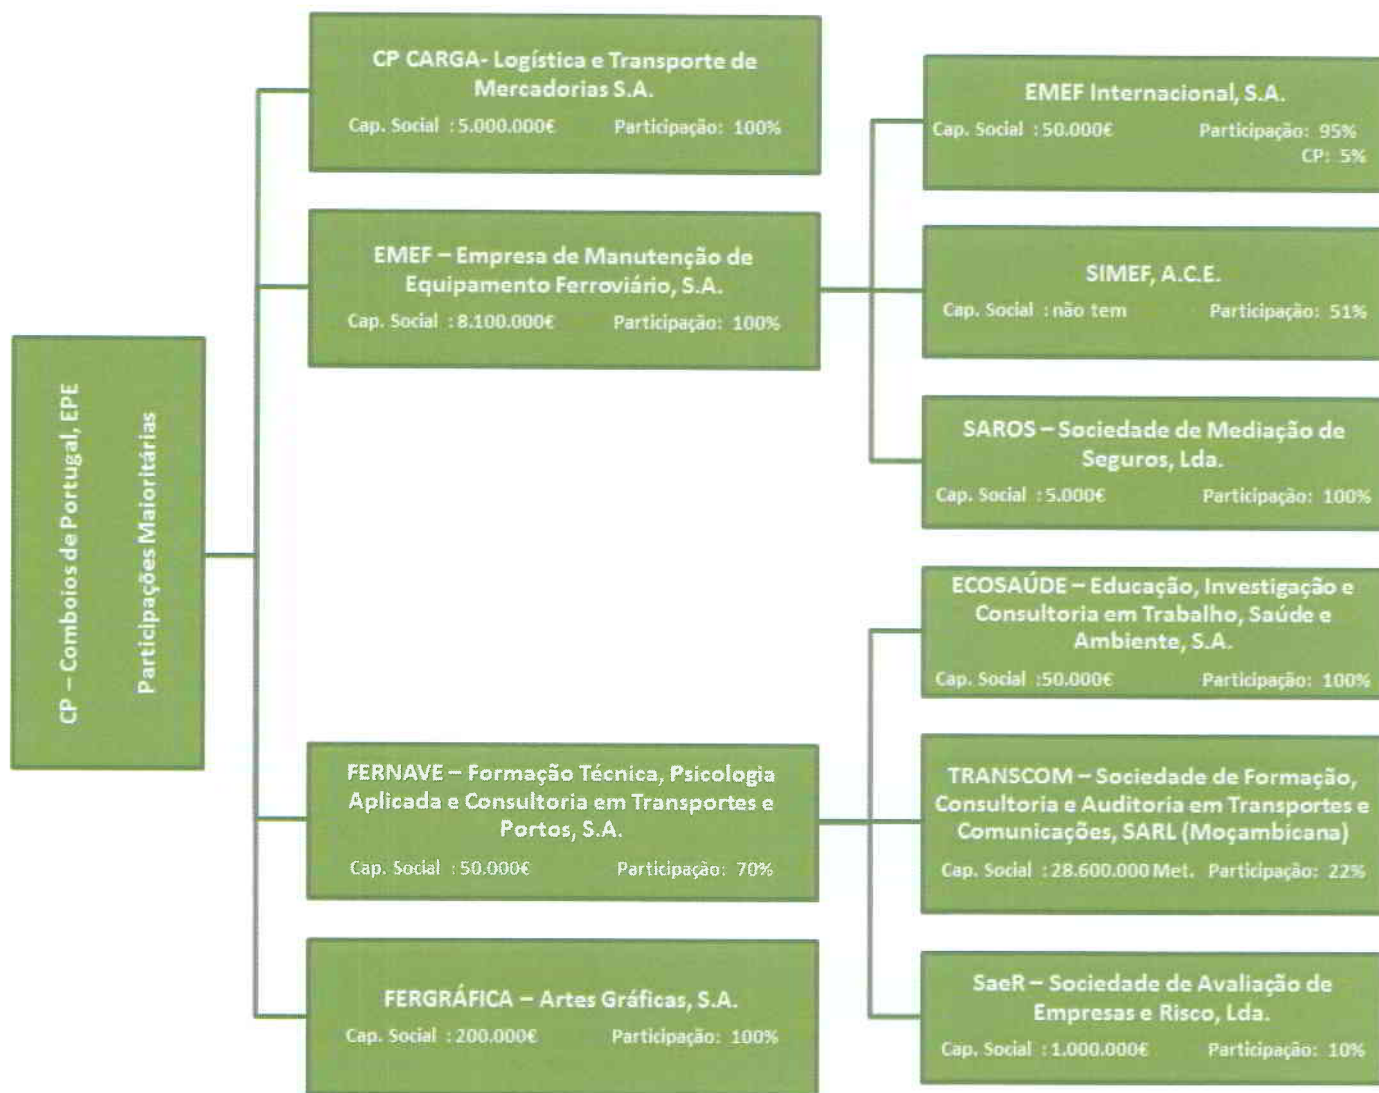 CP – Comboios de Portugal, EPE
Participações Maioritárias
CP CARGA- Logística e Transporte de
Mercadorias S.A.
Cap. Social : 5.000.000€ Participação: 100%
EMEF – Empresa de Manutenção de
Equipamento Ferroviário, S.A.
Cap. Social : 8.100.000€ Participação: 100%
EMEF Internacional, S.A.
Cap. Social : 50.000€ Participação: 95%
CP: 5%
SIMEF, A.C.E.
Cap. Social : não tem Participação: 51%
SAROS – Sociedade de Mediação de
Seguros, Lda.
Cap. Social : 5.000€ Participação: 100%
FERNAVE – Formação Técnica, Psicologia
Aplicada e Consultoria em Transportes e
Portos, S.A.
Cap. Social : 50.000€ Participação: 70%
ECOSAÚDE – Educação, Investigação e
Consultoria em Trabalho, Saúde e
Ambiente, S.A.
Cap. Social : 50.000€ Participação: 100%
TRANSCOM – Sociedade de Formação,
Consultoria e Auditoria em Transportes e
Comunicações, SARL (Moçambicana)
Cap. Social : 28.600.000 Met. Participação: 22%
SaeR – Sociedade de Avaliação de
Empresas e Risco, Lda.
Cap. Social : 1.000.000€ Participação: 10%
FERGRÁFICA – Artes Gráficas, S.A.
Cap. Social : 200.000€ Participação: 100%